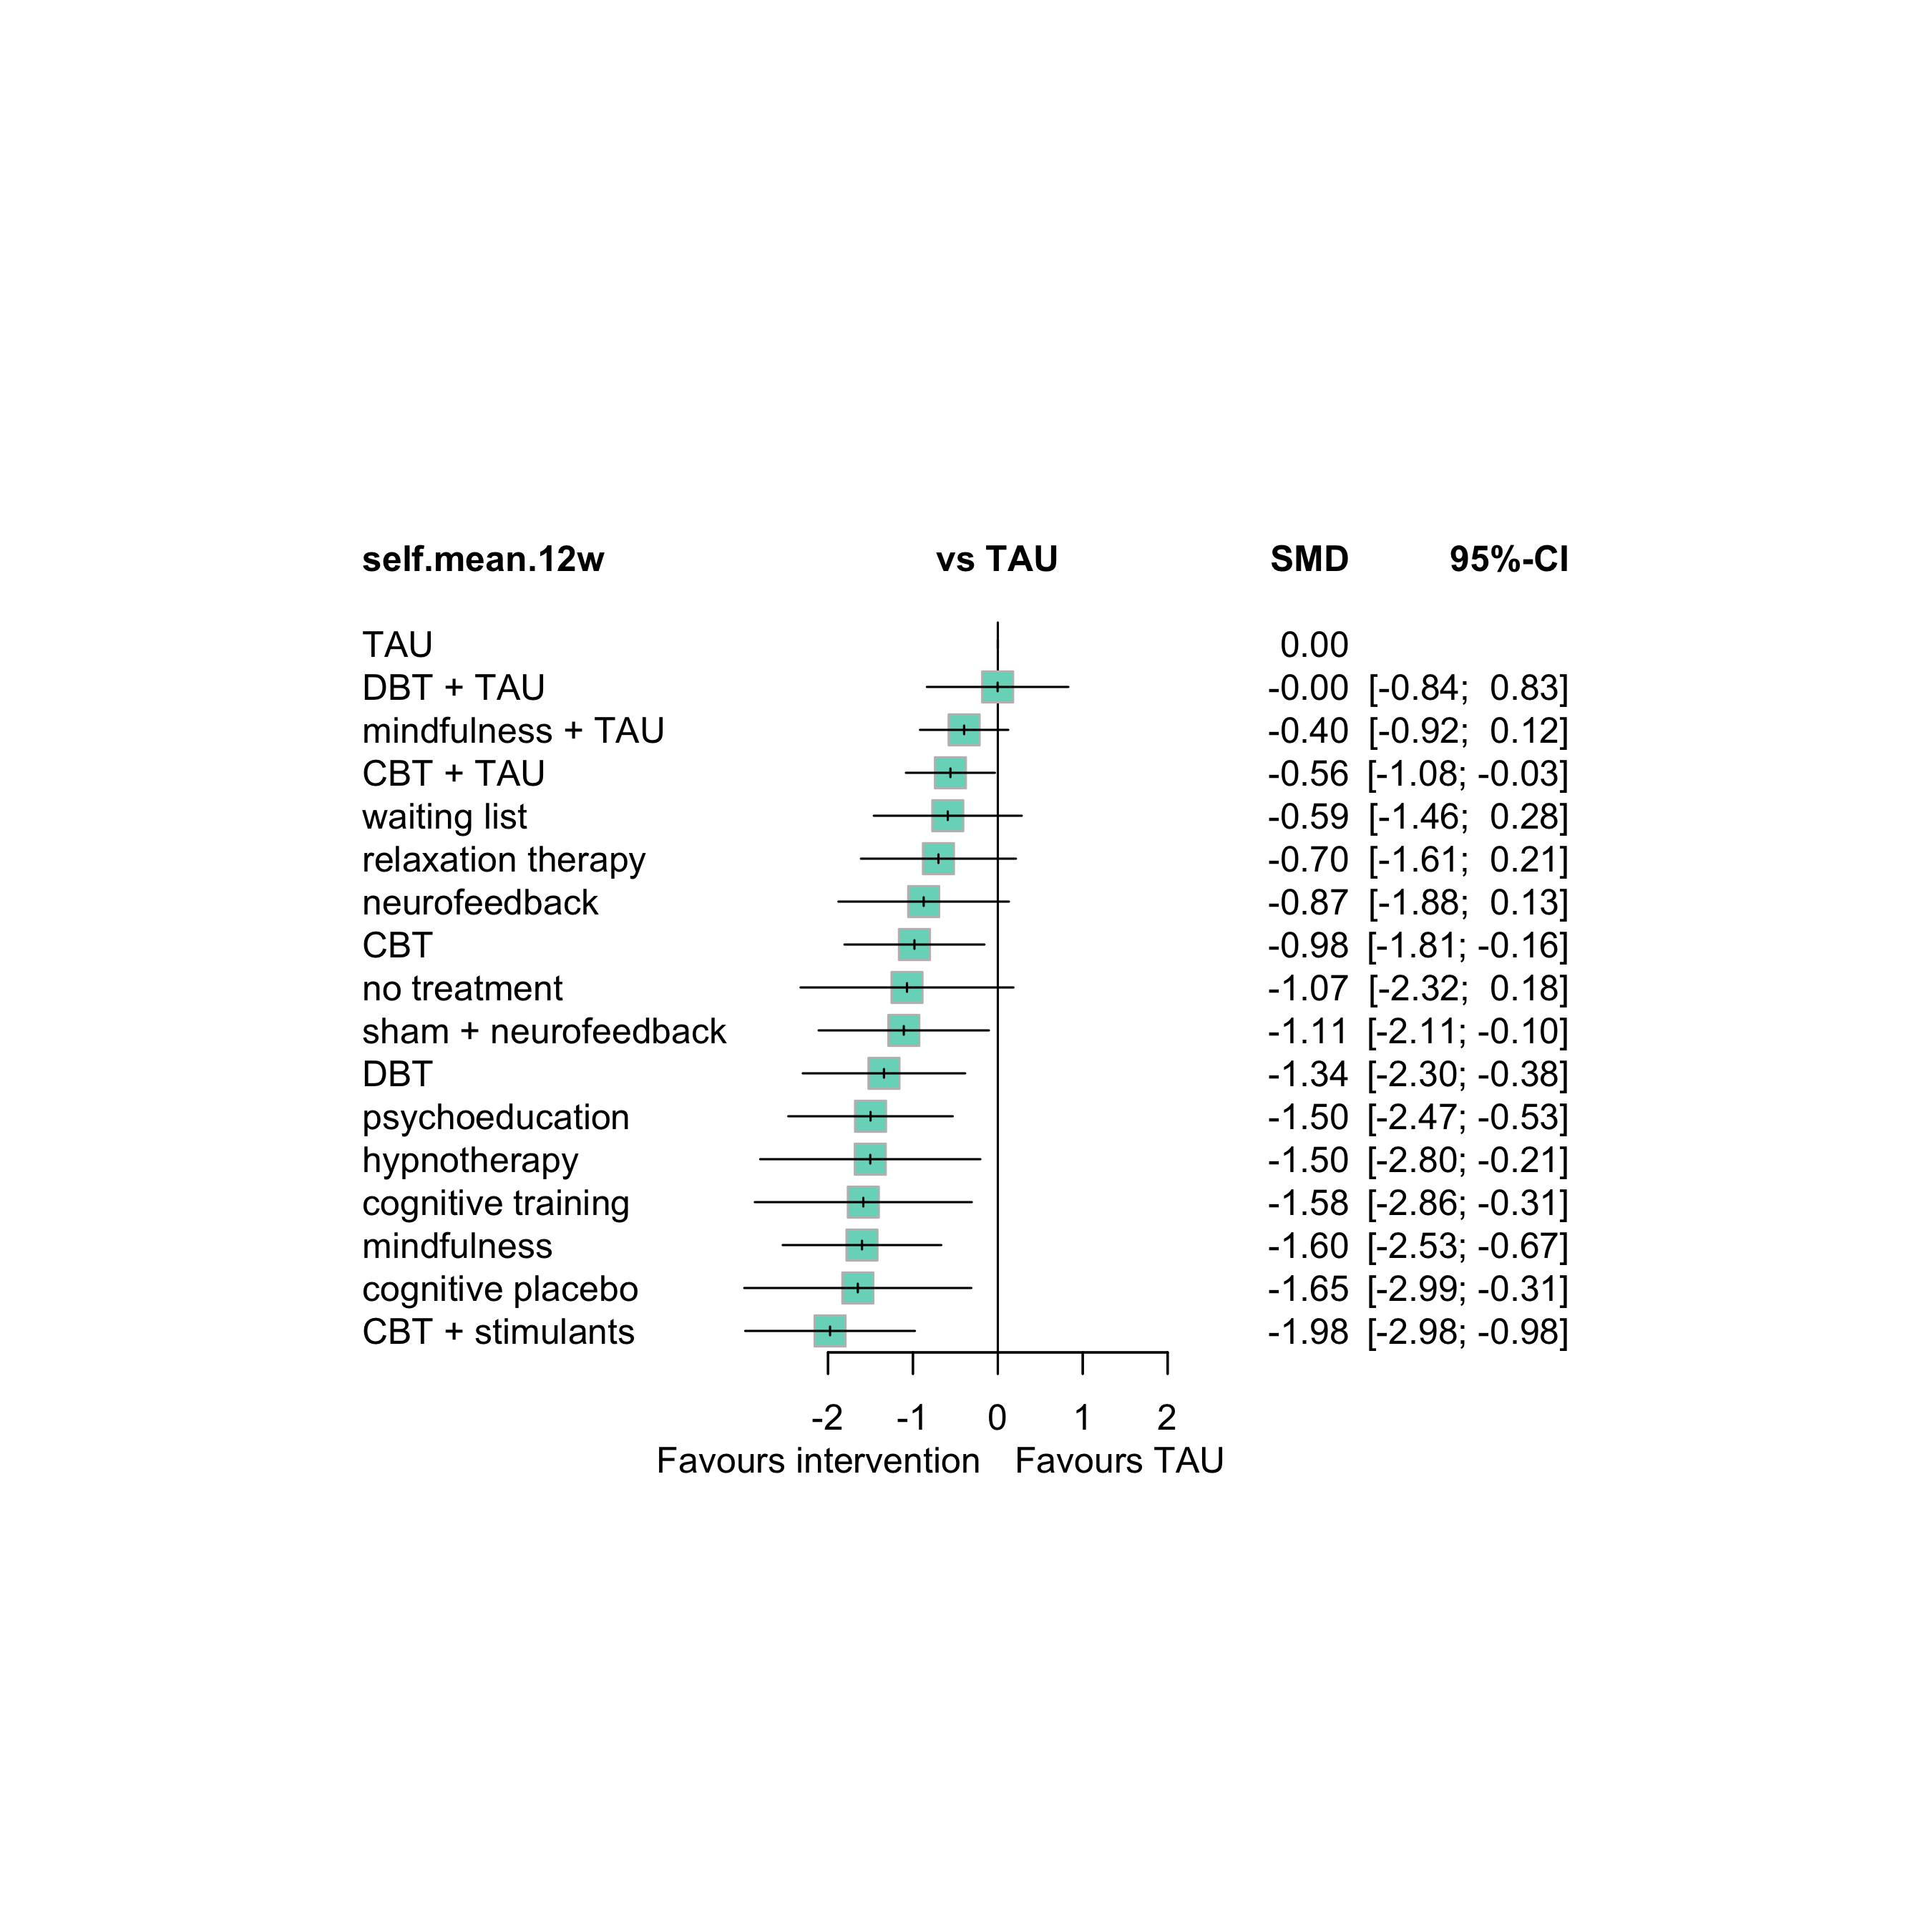 self.mean.12w vs TAU SMD 95%-CI
TAU 0.00
DBT + TAU -0.00 [-0.84; 0.83]
mindfulness + TAU -0.40 [-0.92; 0.12]
CBT + TAU -0.56 [-1.08; -0.03]
waiting list -0.59 [-1.46; 0.28]
relaxation therapy -0.70 [-1.61; 0.21]
neurofeedback -0.87 [-1.88; 0.13]
CBT -0.98 [-1.81; -0.16]
no treatment -1.07 [-2.32; 0.18]
sham + neurofeedback -1.11 [-2.11; -0.10]
DBT -1.34 [-2.30; -0.38]
psychoeducation -1.50 [-2.47; -0.53]
hypnotherapy -1.50 [-2.80; -0.21]
cognitive training -1.58 [-2.86; -0.31]
mindfulness -1.60 [-2.53; -0.67]
cognitive placebo -1.65 [-2.99; -0.31]
CBT + stimulants -1.98 [-2.98; -0.98]
-2 -1 0 1 2
Favours intervention Favours TAU